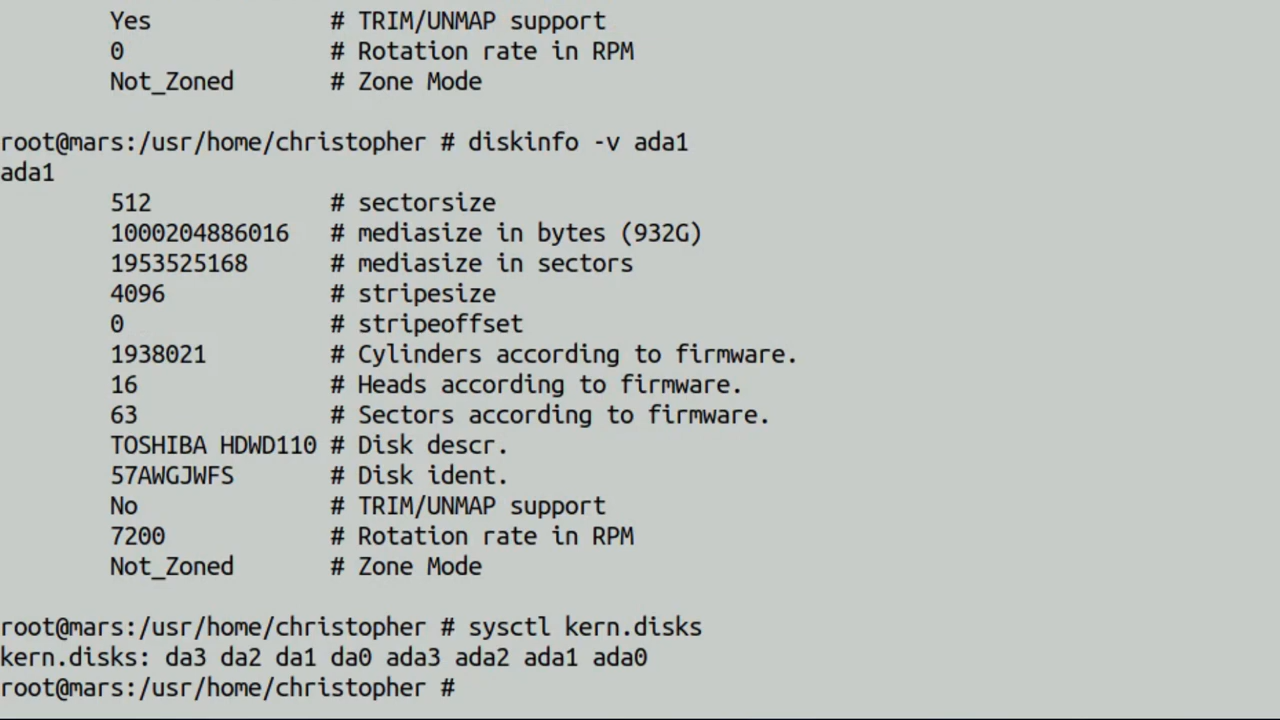 Yes # TRIM/UNMAP support
0 # Rotation rate in RPM
Not_Zoned # Zone Mode
root@mars:/usr/home/christopher # diskinfo -v ada1
ada1
512 # sectorsize
1000204886016 # mediasize in bytes (932G)
1953525168 # mediasize in sectors
4096 # stripesize
0 # stripeoffset
1938021 # Cylinders according to firmware.
16 # Heads according to firmware.
63 # Sectors according to firmware.
TOSHIBA HDWD110 # Disk descr.
57AWGJWFS # Disk ident.
No # TRIM/UNMAP support
7200 # Rotation rate in RPM
Not_Zoned # Zone Mode
root@mars:/usr/home/christopher # sysctl kern.disks
kern.disks: da3 da2 da1 da0 ada3 ada2 ada1 ada0
root@mars:/usr/home/christopher #